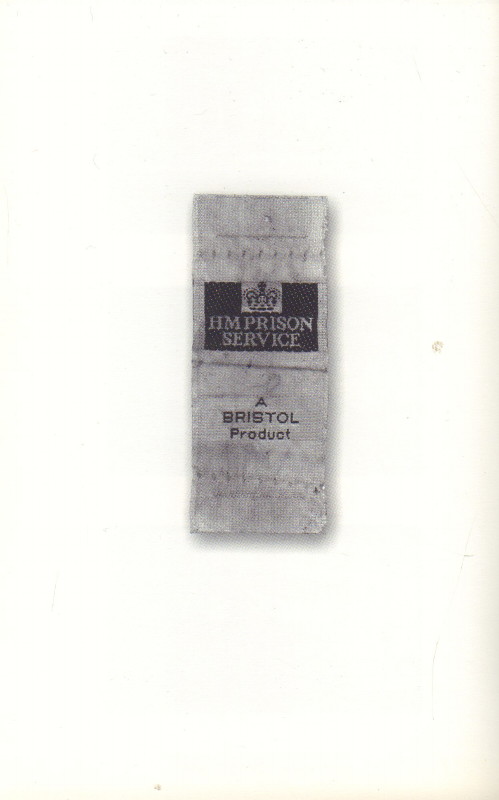 HM PRISON
SERVICE
A
BRISTOL
Product